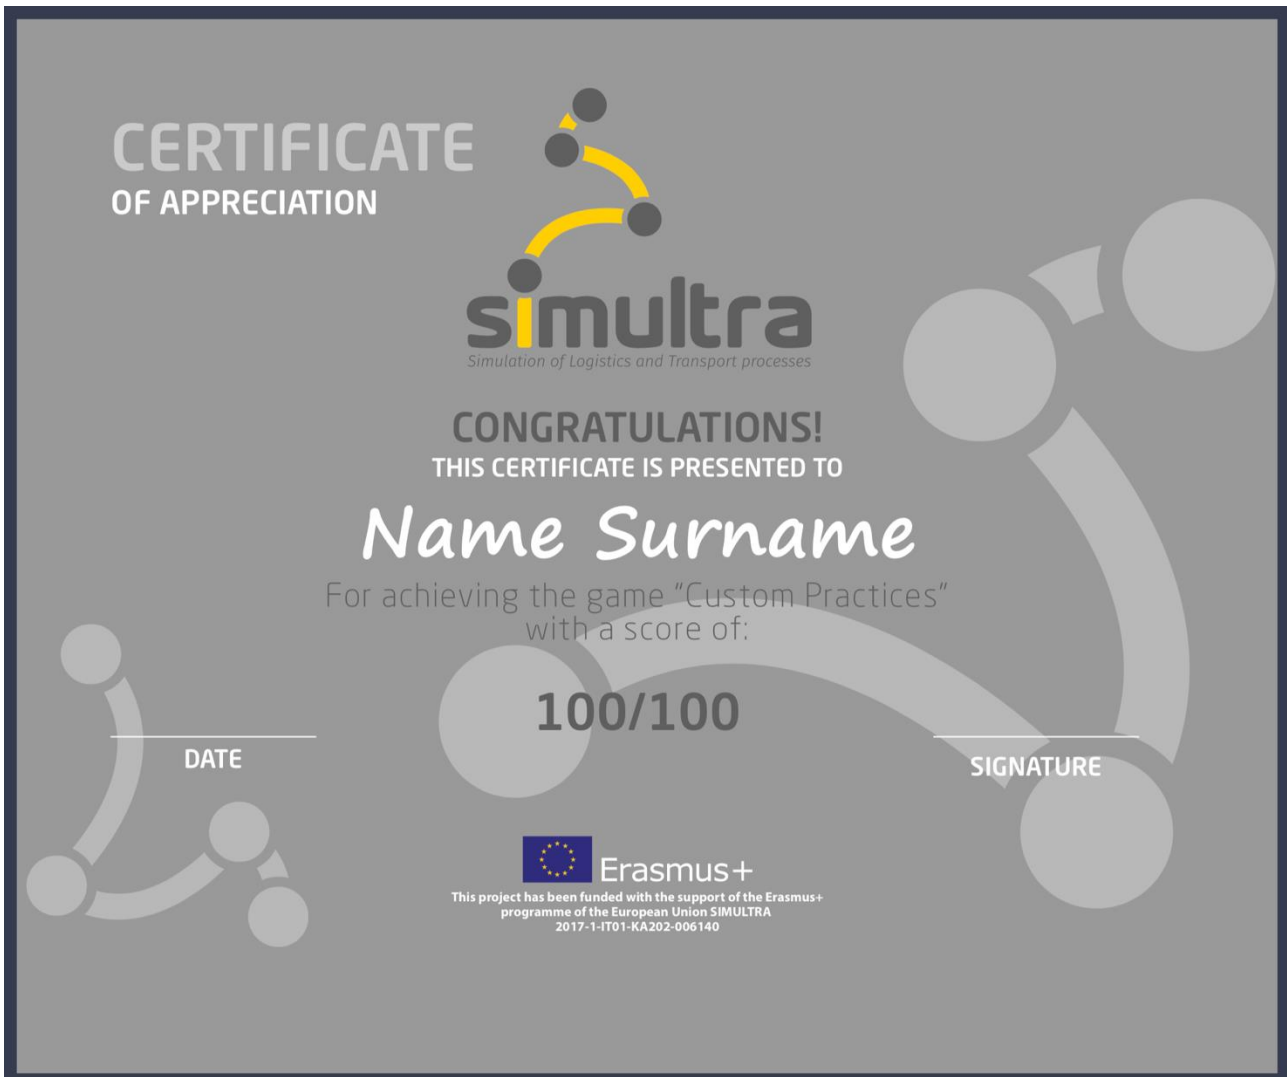 CERTIFICATE
OF APPRECIATION
simultra
Simulation of Logistics and Transport processes
CONGRATULATIONS!
THIS CERTIFICATE IS PRESENTED TO
Name Surname
For achieving the game “Custom Practices”
with a score of:
100/100
DATE
SIGNATURE
Erasmus+
This project has been funded with the support of the Erasmus+
programme of the European Union SIMULTRA
2017-1-IT01-KA202-006140